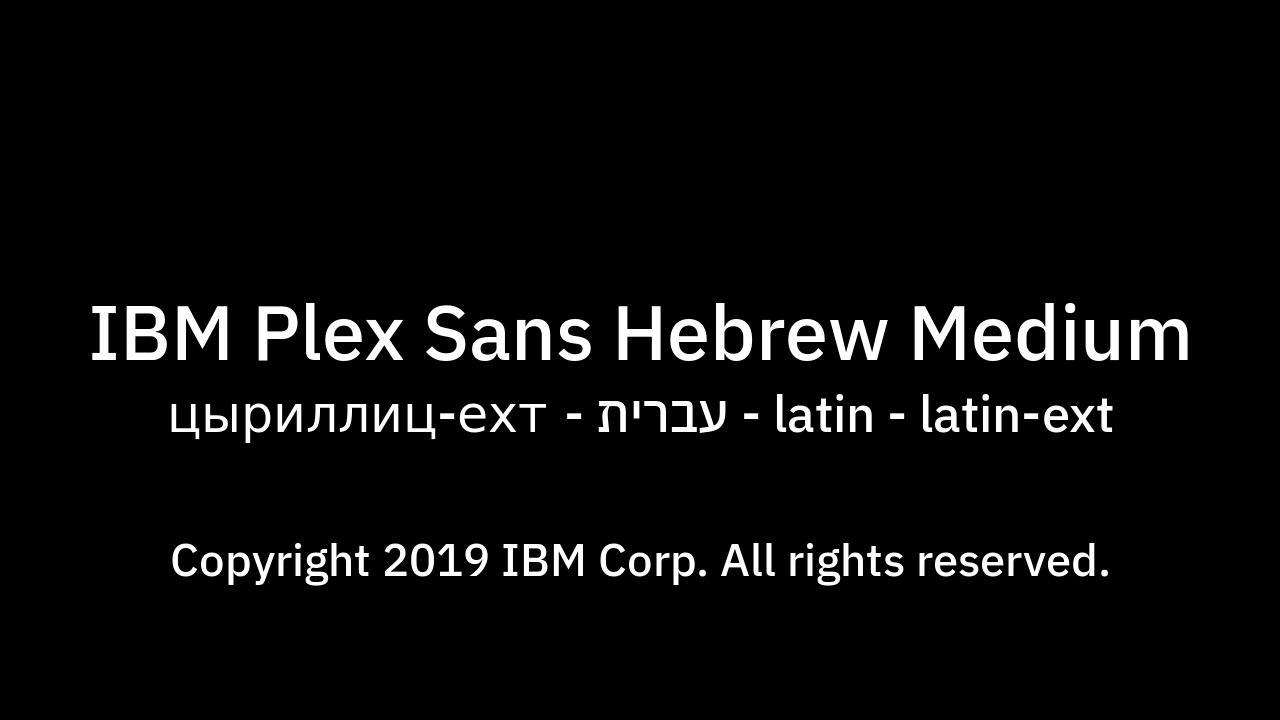 IBM Plex Sans Hebrew Medium
цыриллиц-ехт - עברית - latin - latin-ext
Copyright 2019 IBM Corp. All rights reserved.